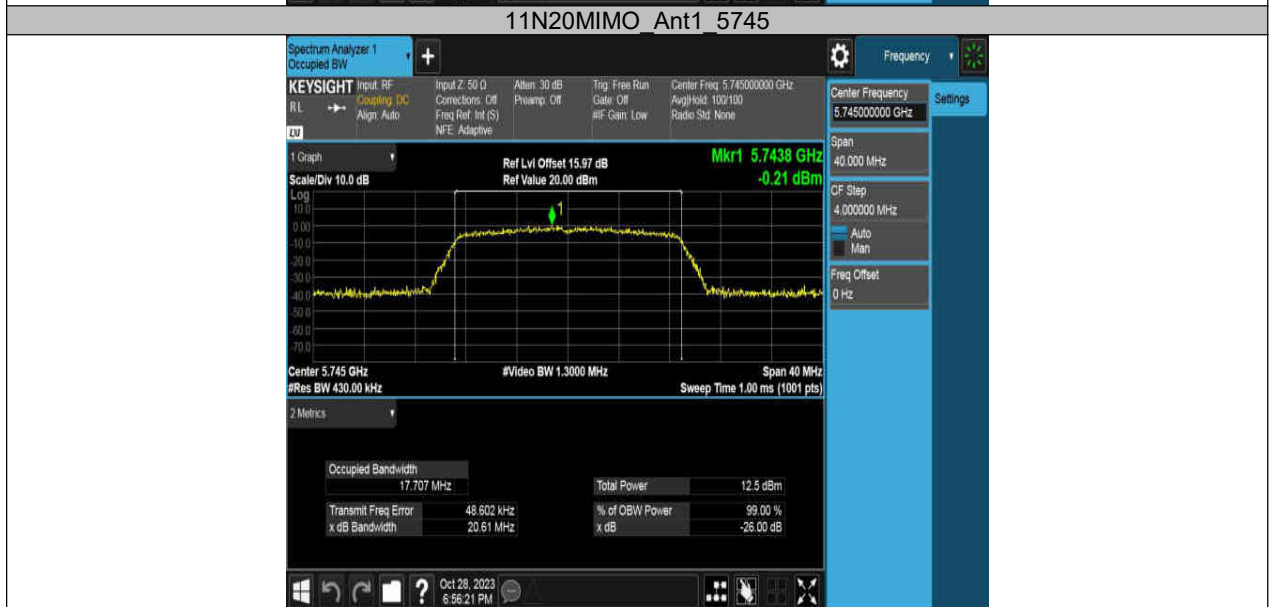 11N20MIMO_Ant1_5745
Spectrum Analyzer 1
Occupied BW
+
Frequency
KEYSIGHT
RL
LXI
Input: RF
Coupling: DC
Align: Auto
Input Z: 50 Ω
Corrections: Off
Freq Ref: Int (S)
NFE: Adaptive
Atten: 30 dB
Preamp: Off
Trig: Free Run
Gate: Off
#IF Gain: Low
Center Freq: 5.745000000 GHz
Avg|Hold: 100/100
Radio Std: None
Center Frequency
5.745000000 GHz
Settings
Span
40.000 MHz
CF Step
4.000000 MHz
Auto
Man
Freq Offset
0 Hz
1 Graph
Scale/Div 10.0 dB
Ref Lvl Offset 15.97 dB
Ref Value 20.00 dBm
Mkr1 5.7438 GHz
-0.21 dBm
Log
10.0
0.00
-10.0
-20.0
-30.0
-40.0
-50.0
-60.0
-70.0
1
Center 5.745 GHz
#Video BW 1.3000 MHz
Span 40 MHz
#Res BW 430.00 kHz
Sweep Time 1.00 ms (1001 pts)
2 Metrics
Occupied Bandwidth
17.707 MHz
Total Power 12.5 dBm
Transmit Freq Error 48.602 kHz
% of OBW Power 99.00 %
x dB Bandwidth 20.61 MHz
x dB -26.00 dB
?
Oct 28, 2023
6:56:21 PM